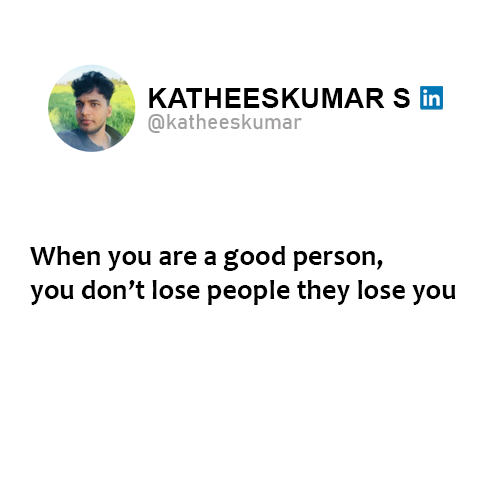 KATHEESKUMAR S in
@katheeskumar
When you are a good person,
you don’t lose people they lose you